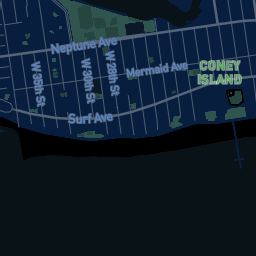 Neptune Ave
Mermaid Ave
CONEY
ISLAND
W 35th St
W 30th St
W 28th St
Surf Ave